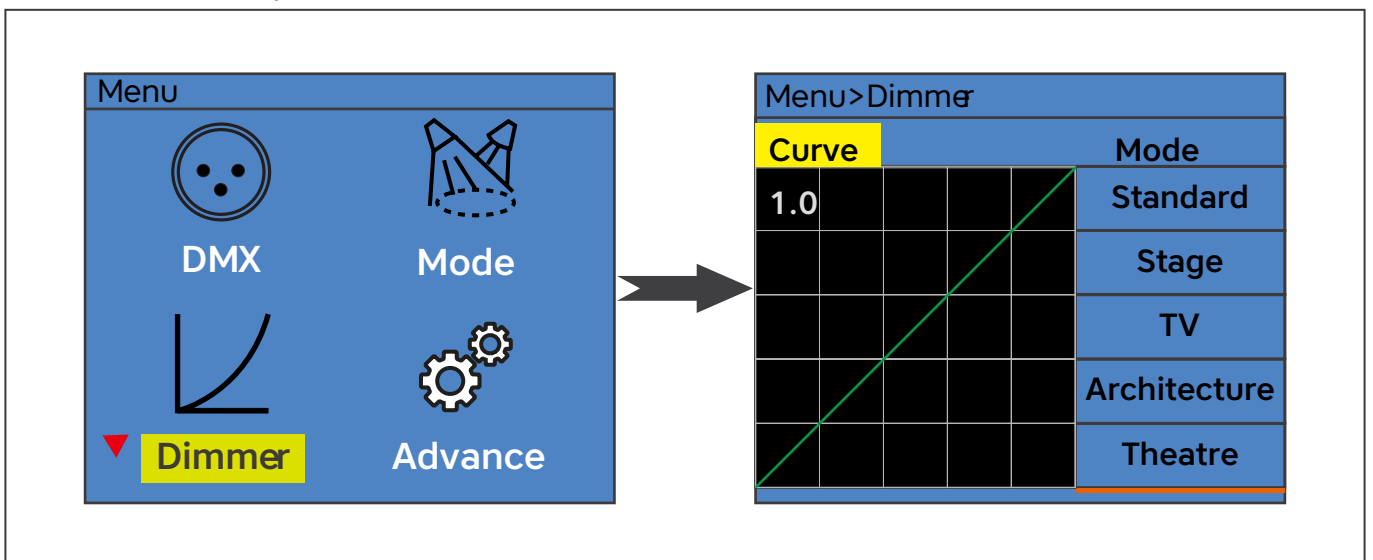 Menu
DMX
Mode
Dimmer
Advance
Menu>Dimmer
Curve
Mode
1.0
Standard
Stage
TV
Architecture
Theatre